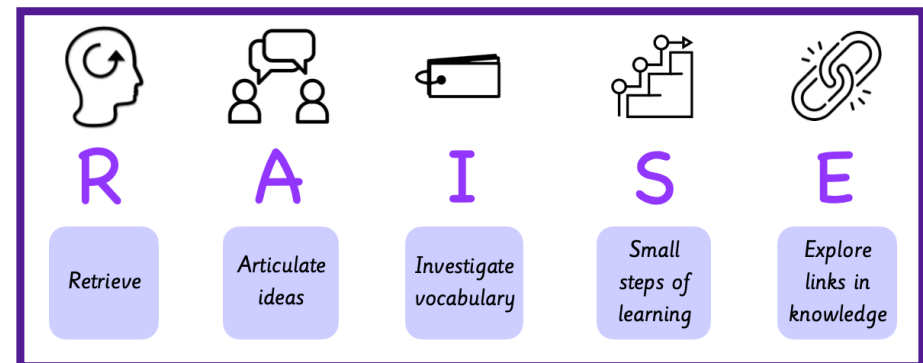 R A I S E
Retrieve
Articulate
ideas
Investigate
vocabulary
Small
steps of
learning
Explore
links in
knowledge